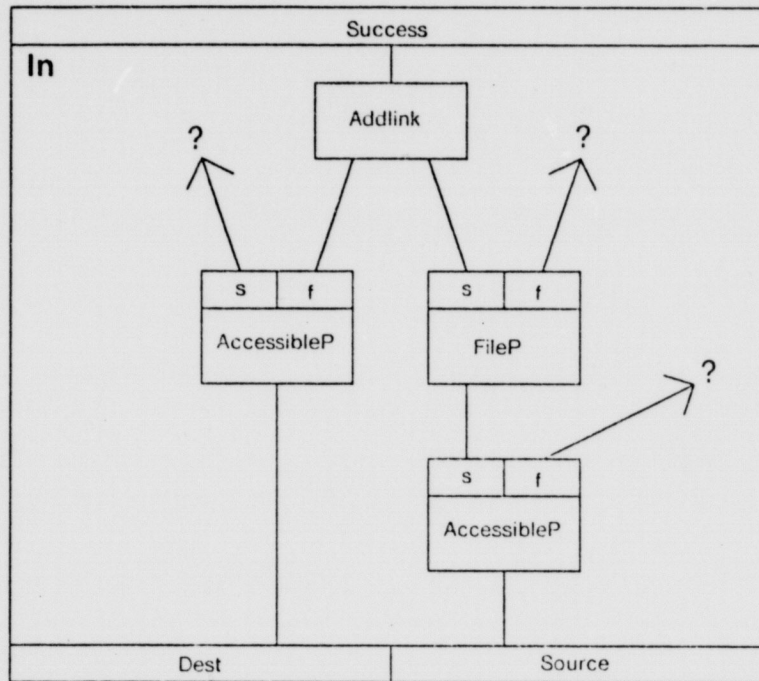 Success
In
Addlink
?
?
s f
AccessibleP
s f
FileP
?
s f
AccessibleP
Dest
Source